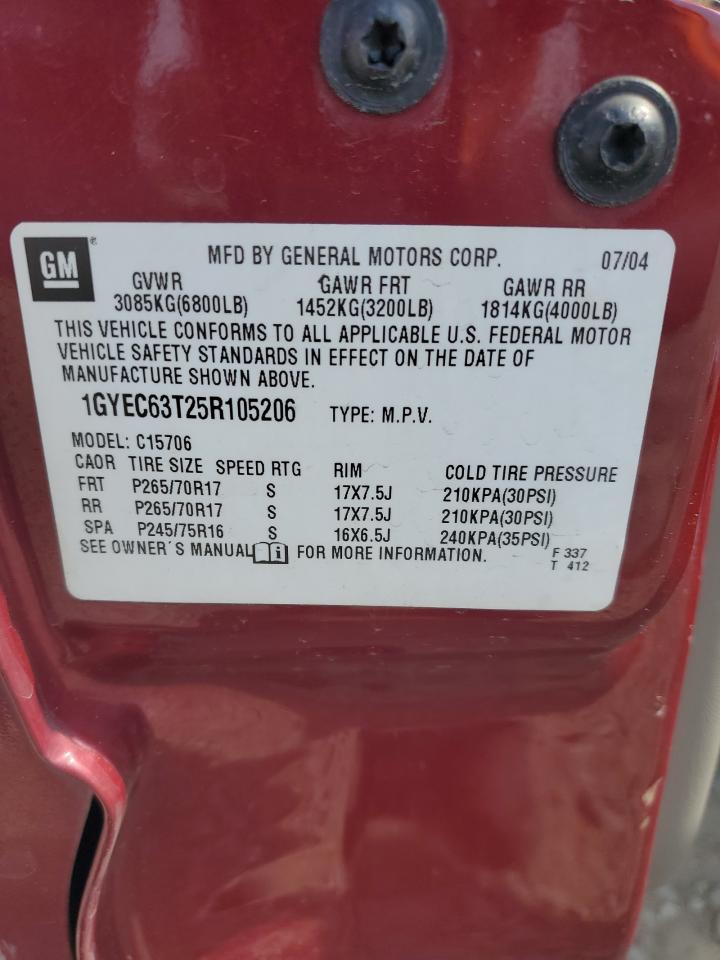 GM® MFD BY GENERAL MOTORS CORP. 07/04
GVWR GAWR FRT GAWR RR
3085KG(6800LB) 1452KG(3200LB) 1814KG(4000LB)
THIS VEHICLE CONFORMS TO ALL APPLICABLE U.S. FEDERAL MOTOR
VEHICLE SAFETY STANDARDS IN EFFECT ON THE DATE OF
MANUFACTURE SHOWN ABOVE.
1GYEC63T25R105206 TYPE: M.P.V.
MODEL: C15706
CAOR TIRE SIZE SPEED RTG RIM COLD TIRE PRESSURE
FRT P265/70R17 S 17X7.5J 210KPA(30PSI)
RR P265/70R17 S 17X7.5J 210KPA(30PSI)
SPA P245/75R16 S 16X6.5J 240KPA(35PSI)
SEE OWNER'S MANUAL i FOR MORE INFORMATION. F 337
T 412